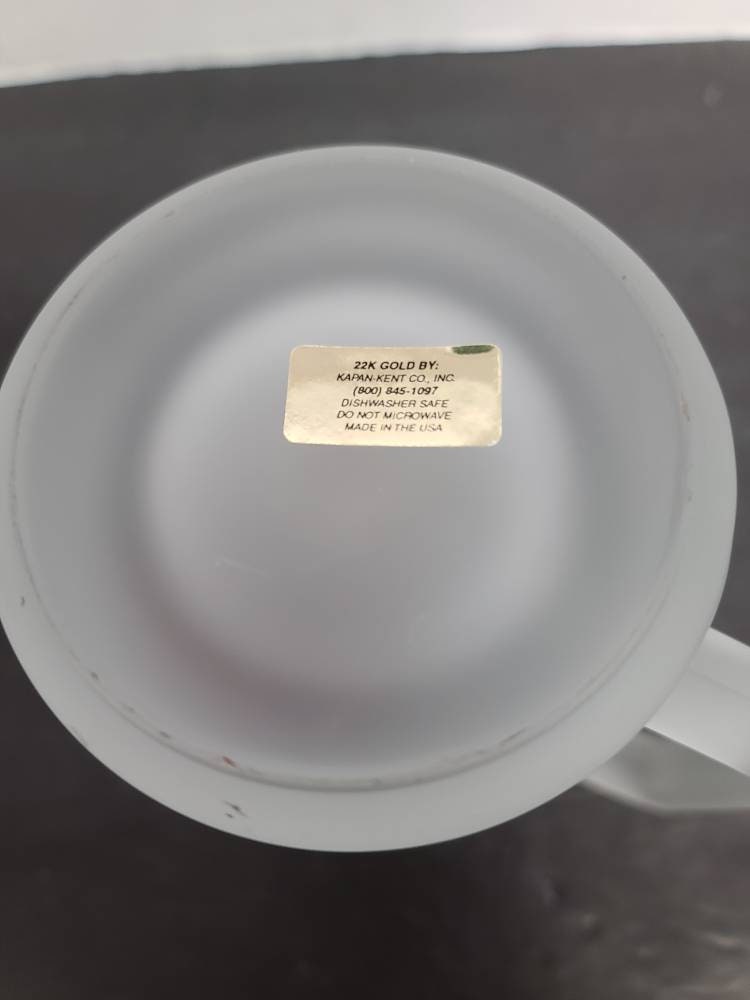 22K GOLD BY:
KAPAN-KENT CO., INC.
(800) 845-1097
DISHWASHER SAFE
DO NOT MICROWAVE
MADE IN THE USA